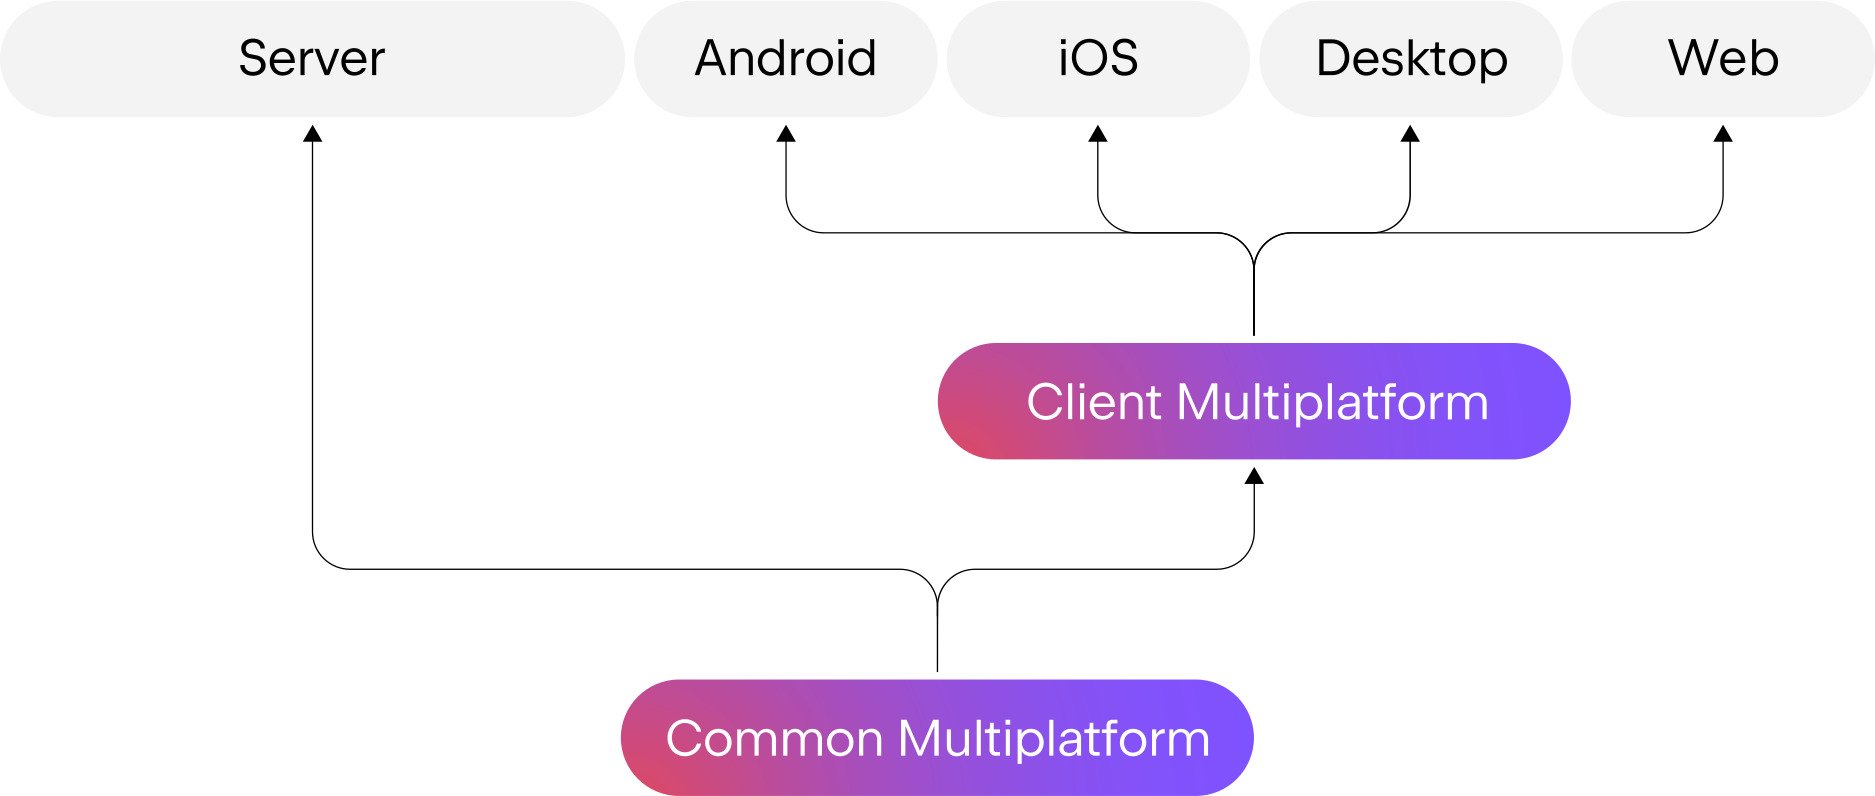 Server
Android
iOS
Desktop
Web
Client Multiplatform
Common Multiplatform